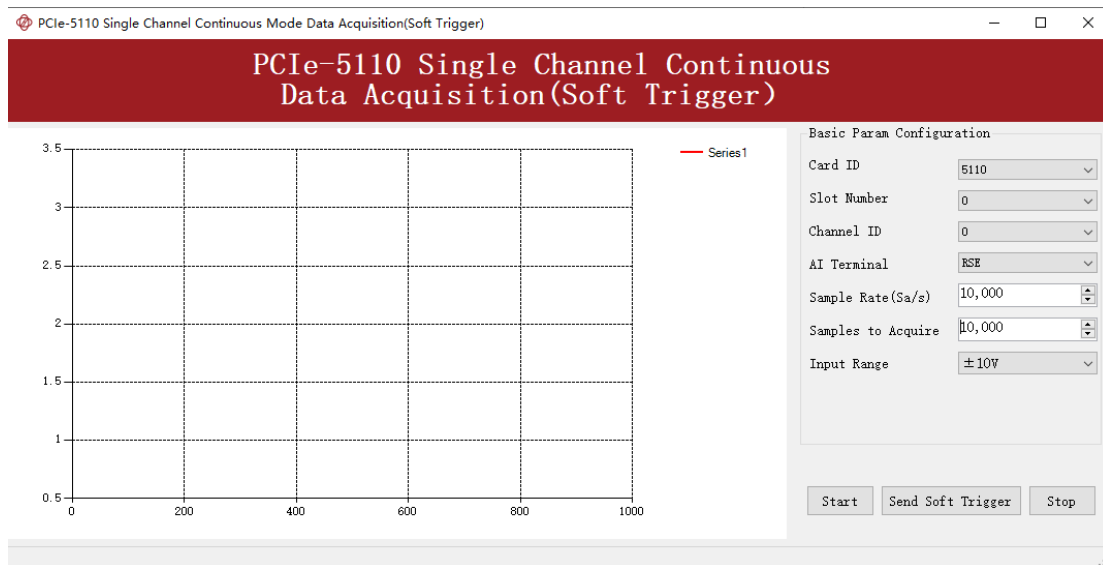 PCIe-5110 Single Channel Continuous Mode Data Acquisition(Soft Trigger)
PCIe-5110 Single Channel Continuous
Data Acquisition(Soft Trigger)
3.5
3
2.5
2
1.5
1
0.5
0
200
400
600
800
1000
Series1
Basic Param Configuration
Card ID
5110
Slot Number
0
Channel ID
0
AI Terminal
RSE
Sample Rate(Sa/s)
10,000
Samples to Acquire
10,000
Input Range
±10V
Start
Send Soft Trigger
Stop